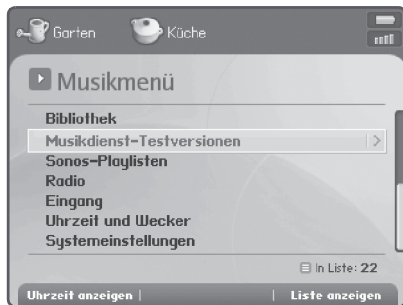 Garten Küche
Musikmenü
Bibliothek
Musikdienst-Testversionen
Sonos-Playlisten
Radio
Eingang
Uhrzeit und Wecker
Systemeinstellungen
In Liste: 22
Uhrzeit anzeigen | | Liste anzeigen